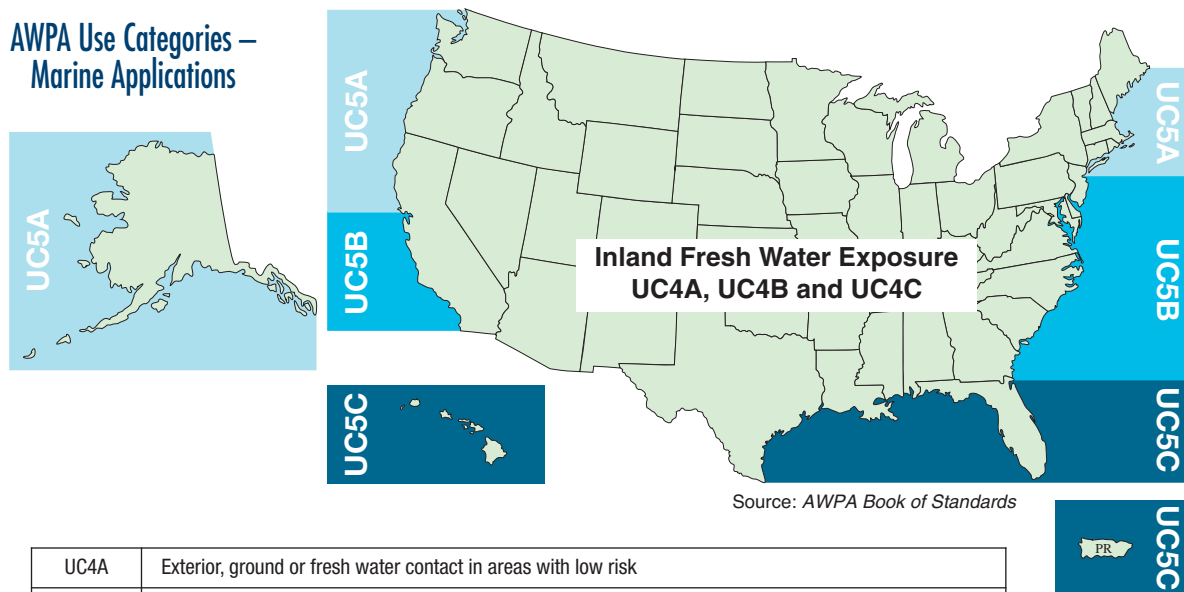 AWPA Use Categories –
Marine Applications
UC5A
UC5A
UC5A
UC5B
Inland Fresh Water Exposure
UC4A, UC4B and UC4C
UC5B
UC5C
UC5C
Source: AWPA Book of Standards
PR
UC5C
UC4A Exterior, ground or fresh water contact in areas with low risk